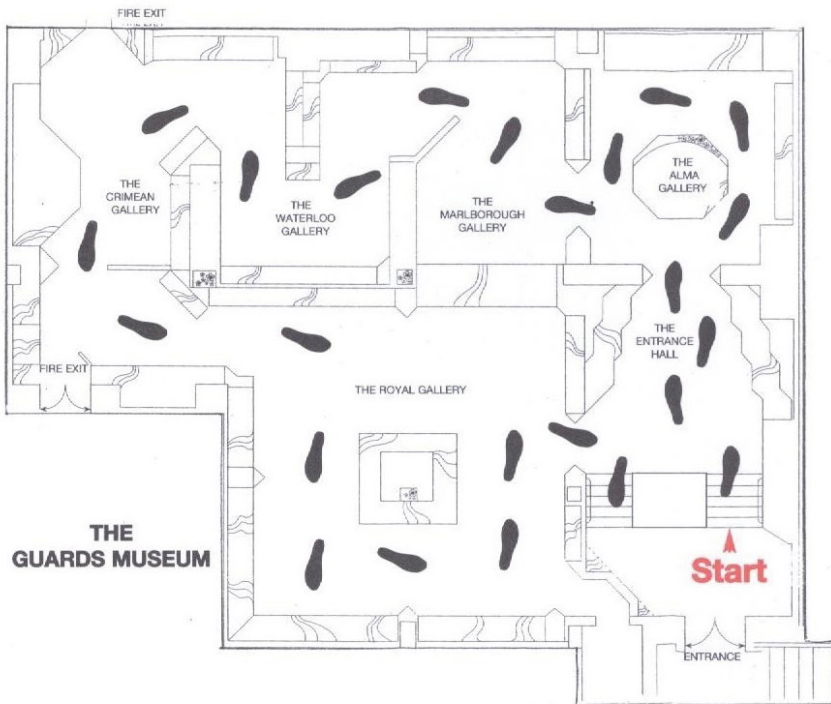 FIRE EXIT
THE
CRIMEAN
GALLERY
THE
WATERLOO
GALLERY
THE
MARLBOROUGH
GALLERY
THE
ALMA
GALLERY
THE
ENTRANCE
HALL
FIRE EXIT
THE ROYAL GALLERY
THE
GUARDS MUSEUM
Start
ENTRANCE